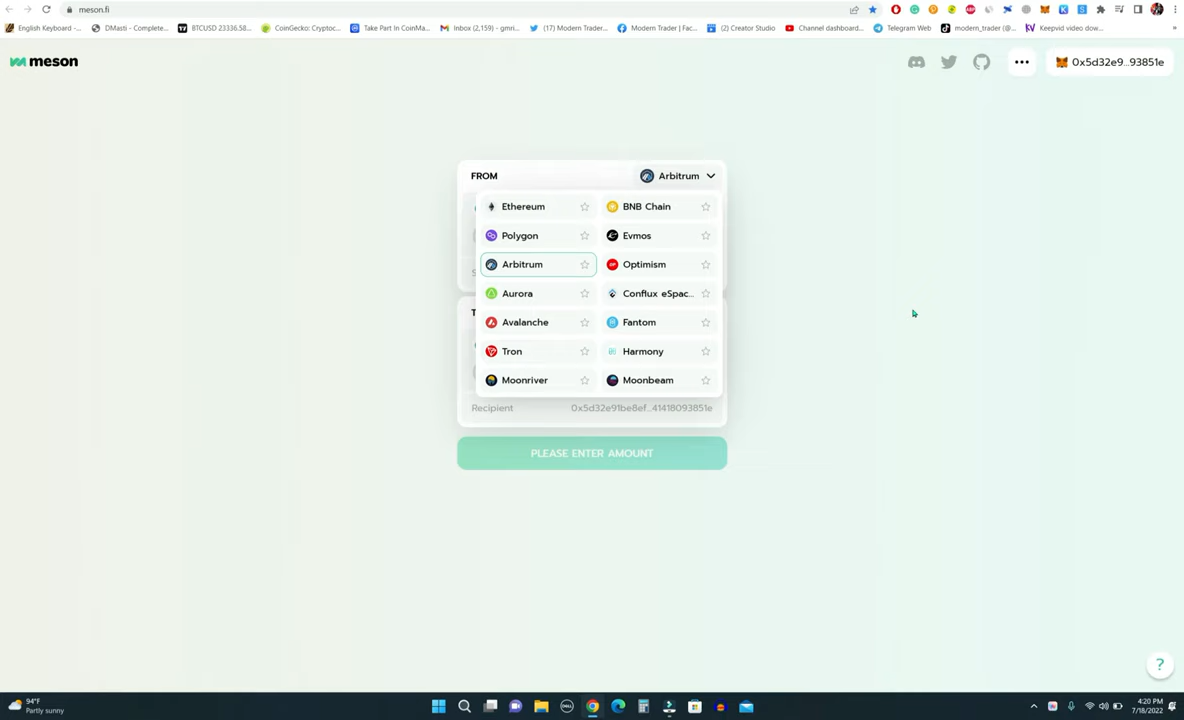 meson.fi
English Keyboard -...
DMasti - Complete...
BTCUSD 23336.58...
CoinGecko: Cryptoc...
Take Part in CoinMa...
Inbox (2,159) - gmn...
(17) Modern Trader...
Modern Trader | Fac...
(2) Creator Studio
Channel dashboard...
Telegram Web
modern_trader (@...
Keepvid video dow...
»
meson
•••
0x5d32e9...93851e
FROM
Arbitrum
Ethereum
BNB Chain
Polygon
Evmos
Arbitrum
Optimism
Aurora
Conflux eSpac...
Avalanche
Fantom
Tron
Harmony
Moonriver
Moonbeam
Recipient
0x5d32e91be8ef...41418093851e
PLEASE ENTER AMOUNT
?
94°F
Partly sunny
4:20 PM
7/18/2022